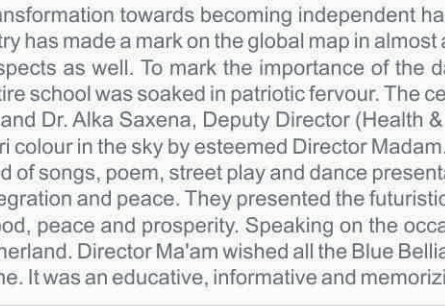 ansformation towards becoming independent ha
try has made a mark on the global map in almost a
spects as well. To mark the importance of the da
tire school was soaked in patriotic fervour. The ce
and Dr. Alka Saxena, Deputy Director (Health &
ri colour in the sky by esteemed Director Madam.
d of songs, poem, street play and dance presenta
egration and peace. They presented the futuristic
ood, peace and prosperity. Speaking on the occa
herland. Director Ma'am wished all the Blue Bellia
ne. It was an educative, informative and memorizi